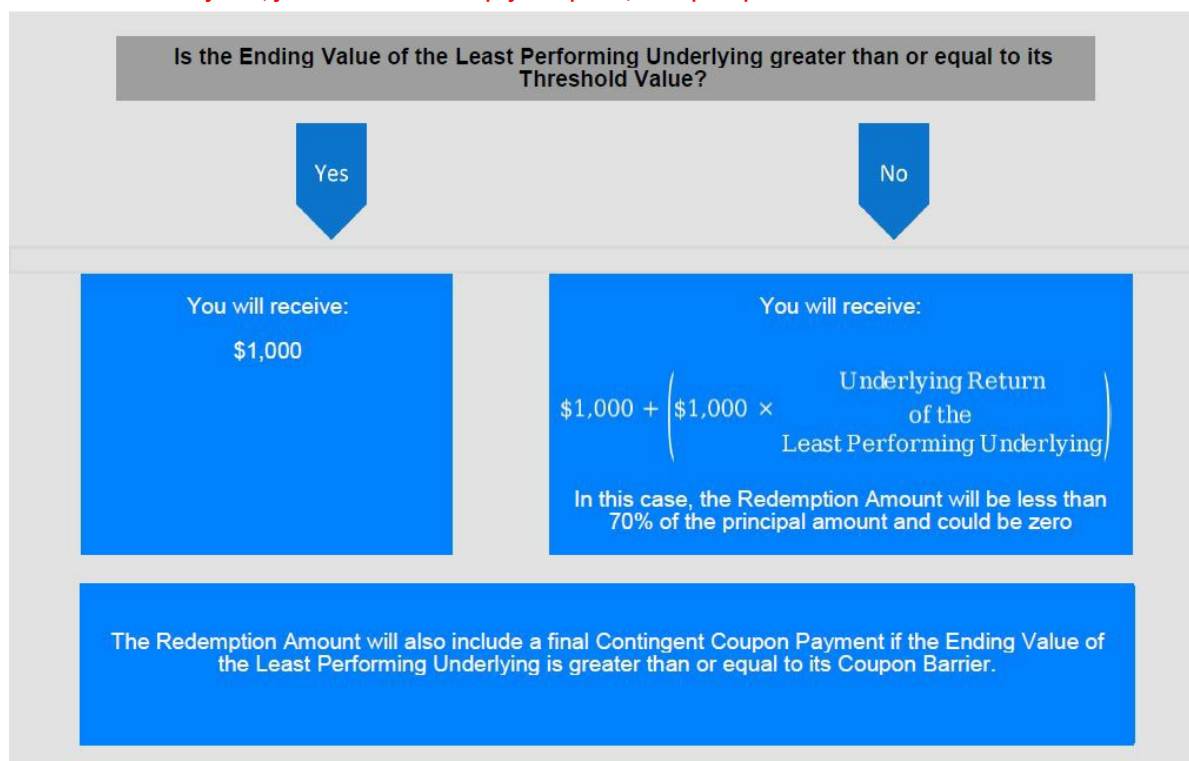 Is the Ending Value of the Least Performing Underlying greater than or equal to its
Threshold Value?
Yes
No
You will receive:
$1,000
You will receive:
$1,000 + ($1,000 × Underlying Return
of the
Least Performing Underlying)
In this case, the Redemption Amount will be less than
70% of the principal amount and could be zero
The Redemption Amount will also include a final Contingent Coupon Payment if the Ending Value of
the Least Performing Underlying is greater than or equal to its Coupon Barrier.